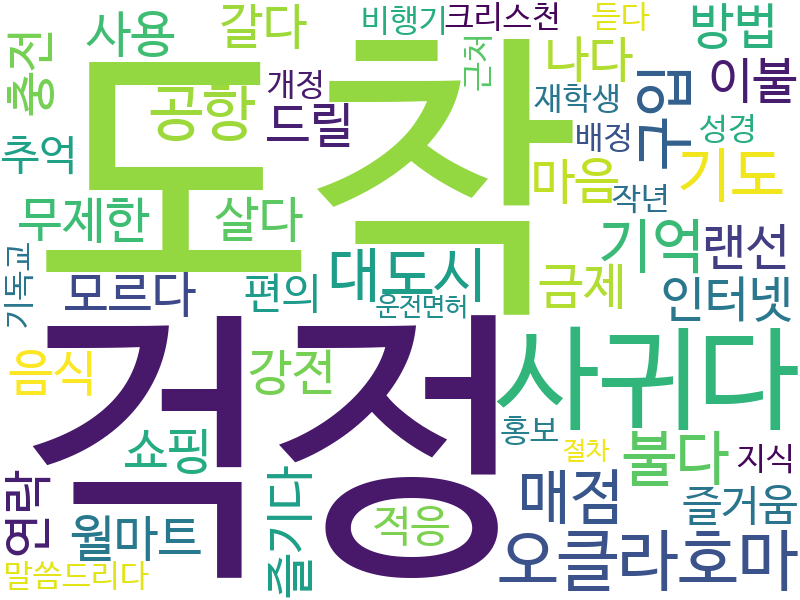 비행기
크리스천
듣다
갈다
사용
방법
충전
도착
근처
나다
이불
개정
구입
공항
드릴
재학생
배정
성경
추억
마음
기도
작년
무제한
살다
기억
랜선
대도시
기독교
모르다
편의
금제
인터넷
운전면허
걱정
사귀다
음식
강전
홍보
쇼핑
불다
절차
지식
연락
즐기다
매점
즐거움
월마트
적응
오클라호마
말씀드리다